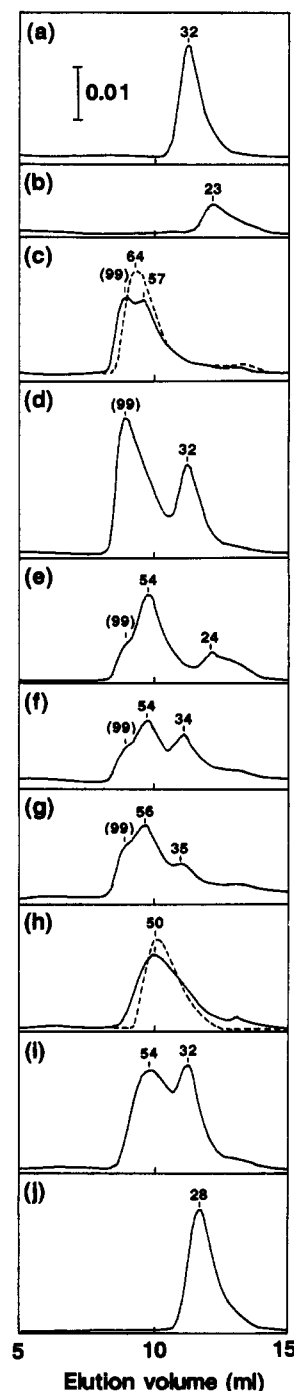 (a)
32
0.01
(b)
23
(c)
64
(99) 57
(d)
(99)
32
(e)
54
(99)
24
(f)
54
(99) 34
(g)
56
(99)
35
(h)
50
(i)
54 32
(j)
28
5 10 15
Elution volume (ml)